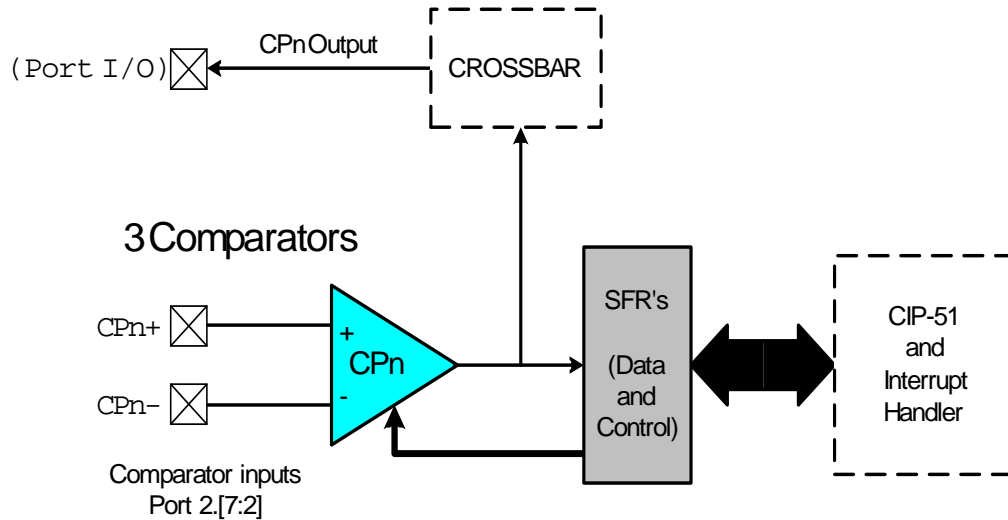 CPn Output
(Port I/O)
CROSSBAR
3 Comparators
CPn+
+
CPn
CPn-
-
Comparator inputs
Port 2.[7:2]
SFR's
(Data
and
Control)
CIP-51
and
Interrupt
Handler